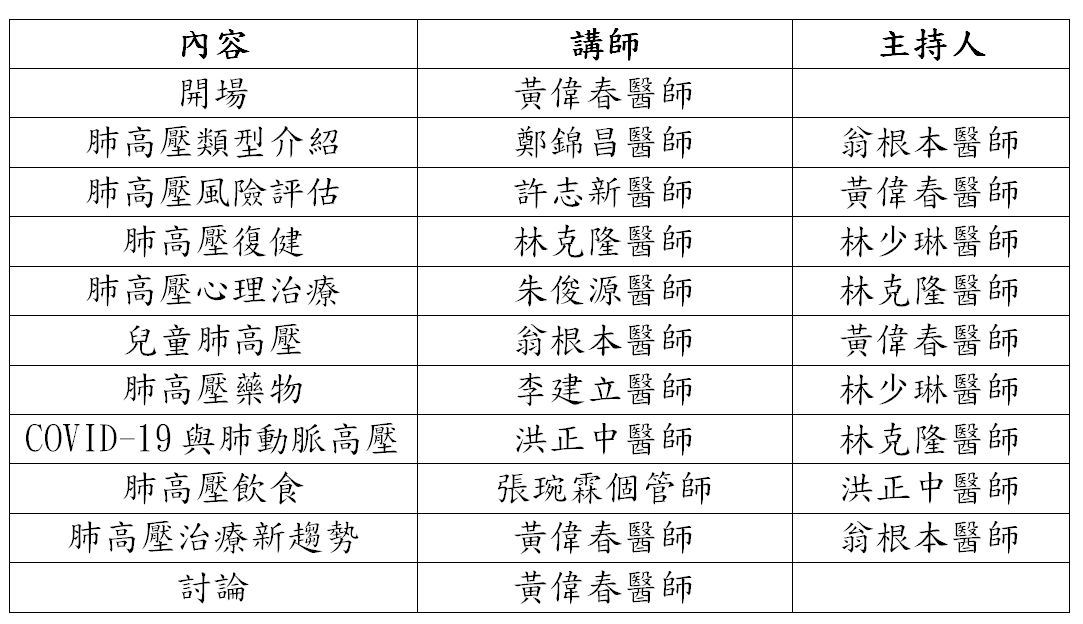 內容 講師 主持人
開場 黃偉春醫師
肺高壓類型介紹 鄭錦昌醫師 翁根本醫師
肺高壓風險評估 許志新醫師 黃偉春醫師
肺高壓復健 林克隆醫師 林少琳醫師
肺高壓心理治療 朱俊源醫師 林克隆醫師
兒童肺高壓 翁根本醫師 黃偉春醫師
肺高壓藥物 李建立醫師 林少琳醫師
COVID-19與肺動脈高壓 洪正中醫師 林克隆醫師
肺高壓飲食 張琬霖個管師 洪正中醫師
肺高壓治療新趨勢 黃偉春醫師 翁根本醫師
討論 黃偉春醫師